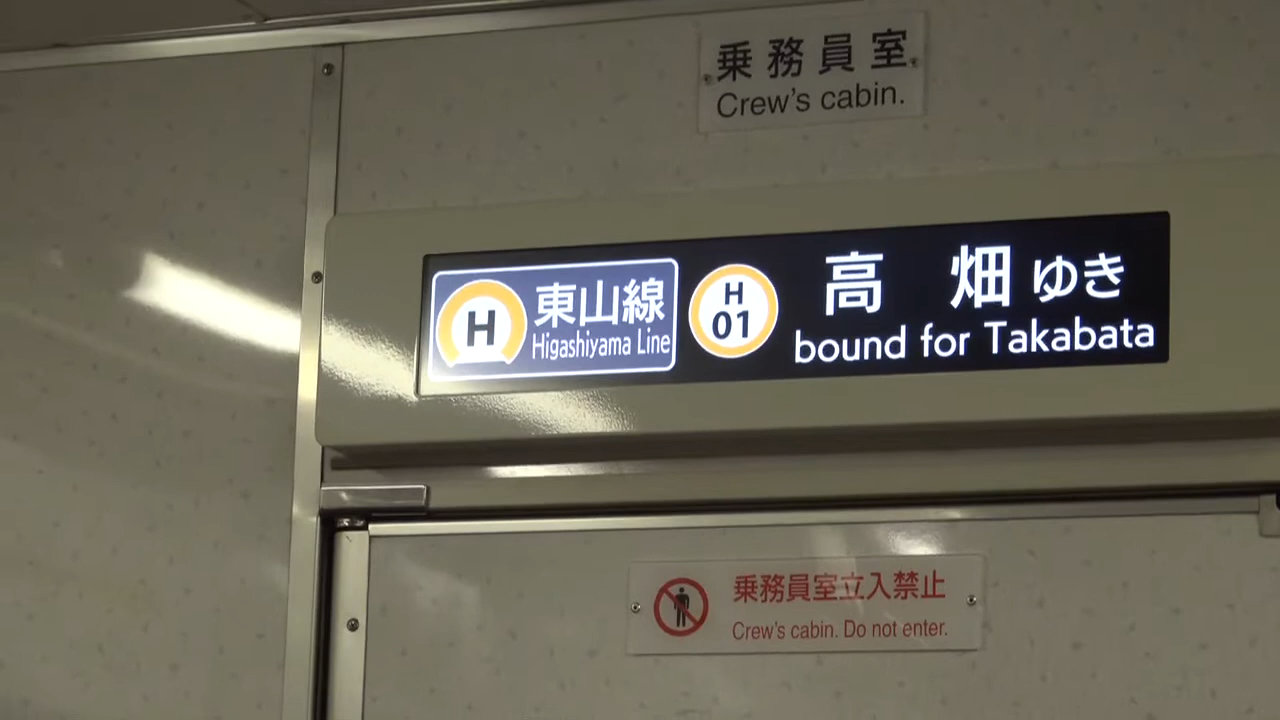 乗務員室
Crew's cabin.
H
東山線
Higashiyama Line
H
01
高 畑 ゆき
bound for Takabata
乗務員室立入禁止
Crew's cabin. Do not enter.